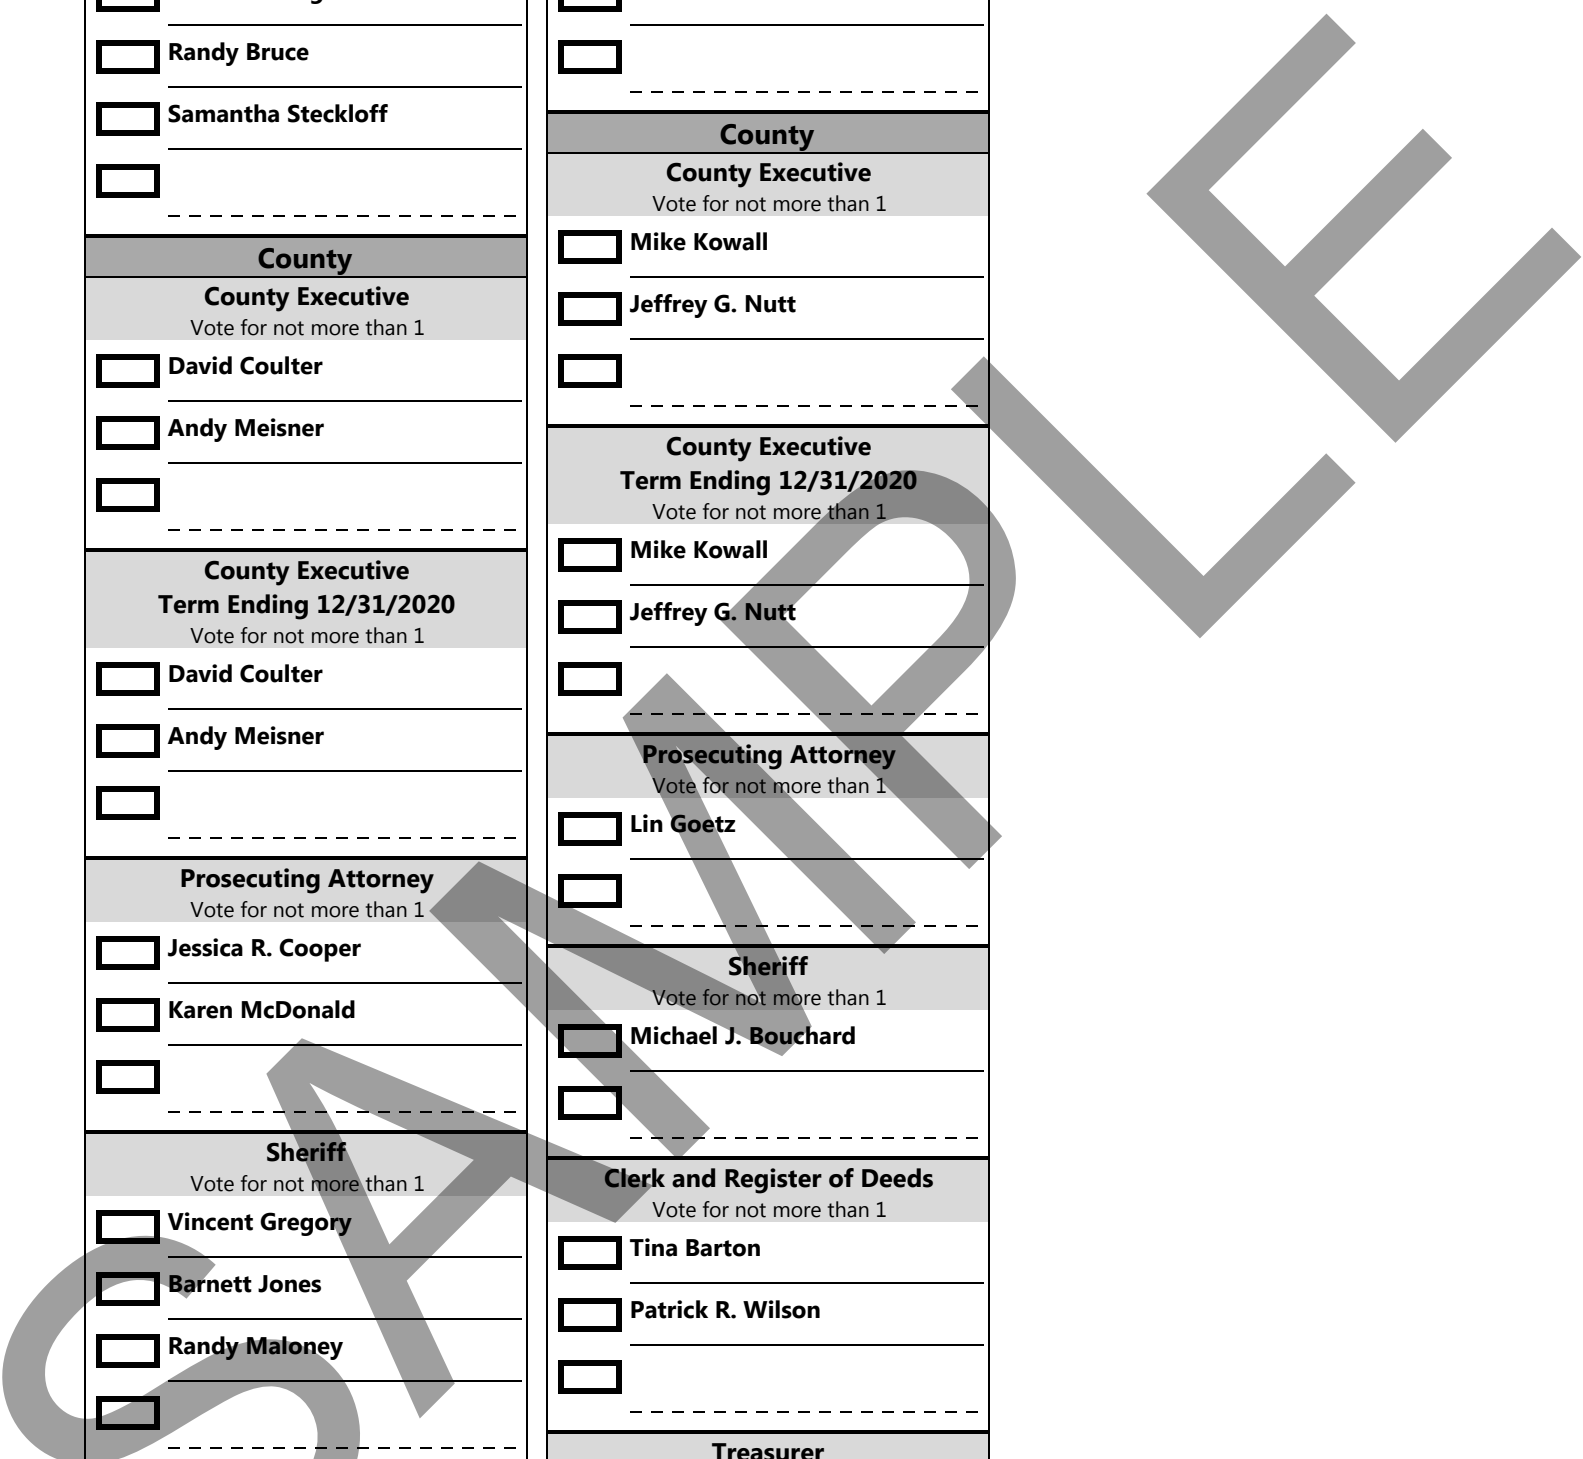 Randy Bruce
Samantha Steckloff
County
County Executive
Vote for not more than 1
David Coulter
Andy Meisner
County Executive
Term Ending 12/31/2020
Vote for not more than 1
David Coulter
Andy Meisner
Prosecuting Attorney
Vote for not more than 1
Jessica R. Cooper
Karen McDonald
Sheriff
Vote for not more than 1
Vincent Gregory
Barnett Jones
Randy Maloney
County
County Executive
Vote for not more than 1
Mike Kowall
Jeffrey G. Nutt
County Executive
Term Ending 12/31/2020
Vote for not more than 1
Mike Kowall
Jeffrey G. Nutt
Prosecuting Attorney
Vote for not more than 1
Lin Goetz
Sheriff
Vote for not more than 1
Michael J. Bouchard
Clerk and Register of Deeds
Vote for not more than 1
Tina Barton
Patrick R. Wilson
Treasurer
SAMPLE